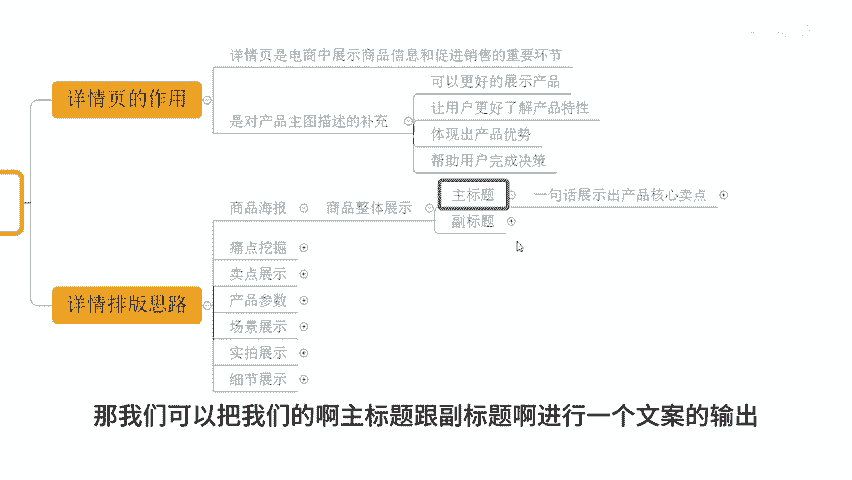 详情页的作用
详情页是电商中展示商品信息和促进销售的重要环节
是对产品主图描述的补充
可以更好的展示产品
让用户更好了解产品特性
体现出产品优势
帮助用户完成决策
详情排版思路
商品海报
商品整体展示
主标题
一句话展示出产品核心卖点
副标题
痛点挖掘
卖点展示
产品参数
场景展示
实拍展示
细节展示
那我们可以把我们的啊主标题跟副标题啊进行一个文案的输出